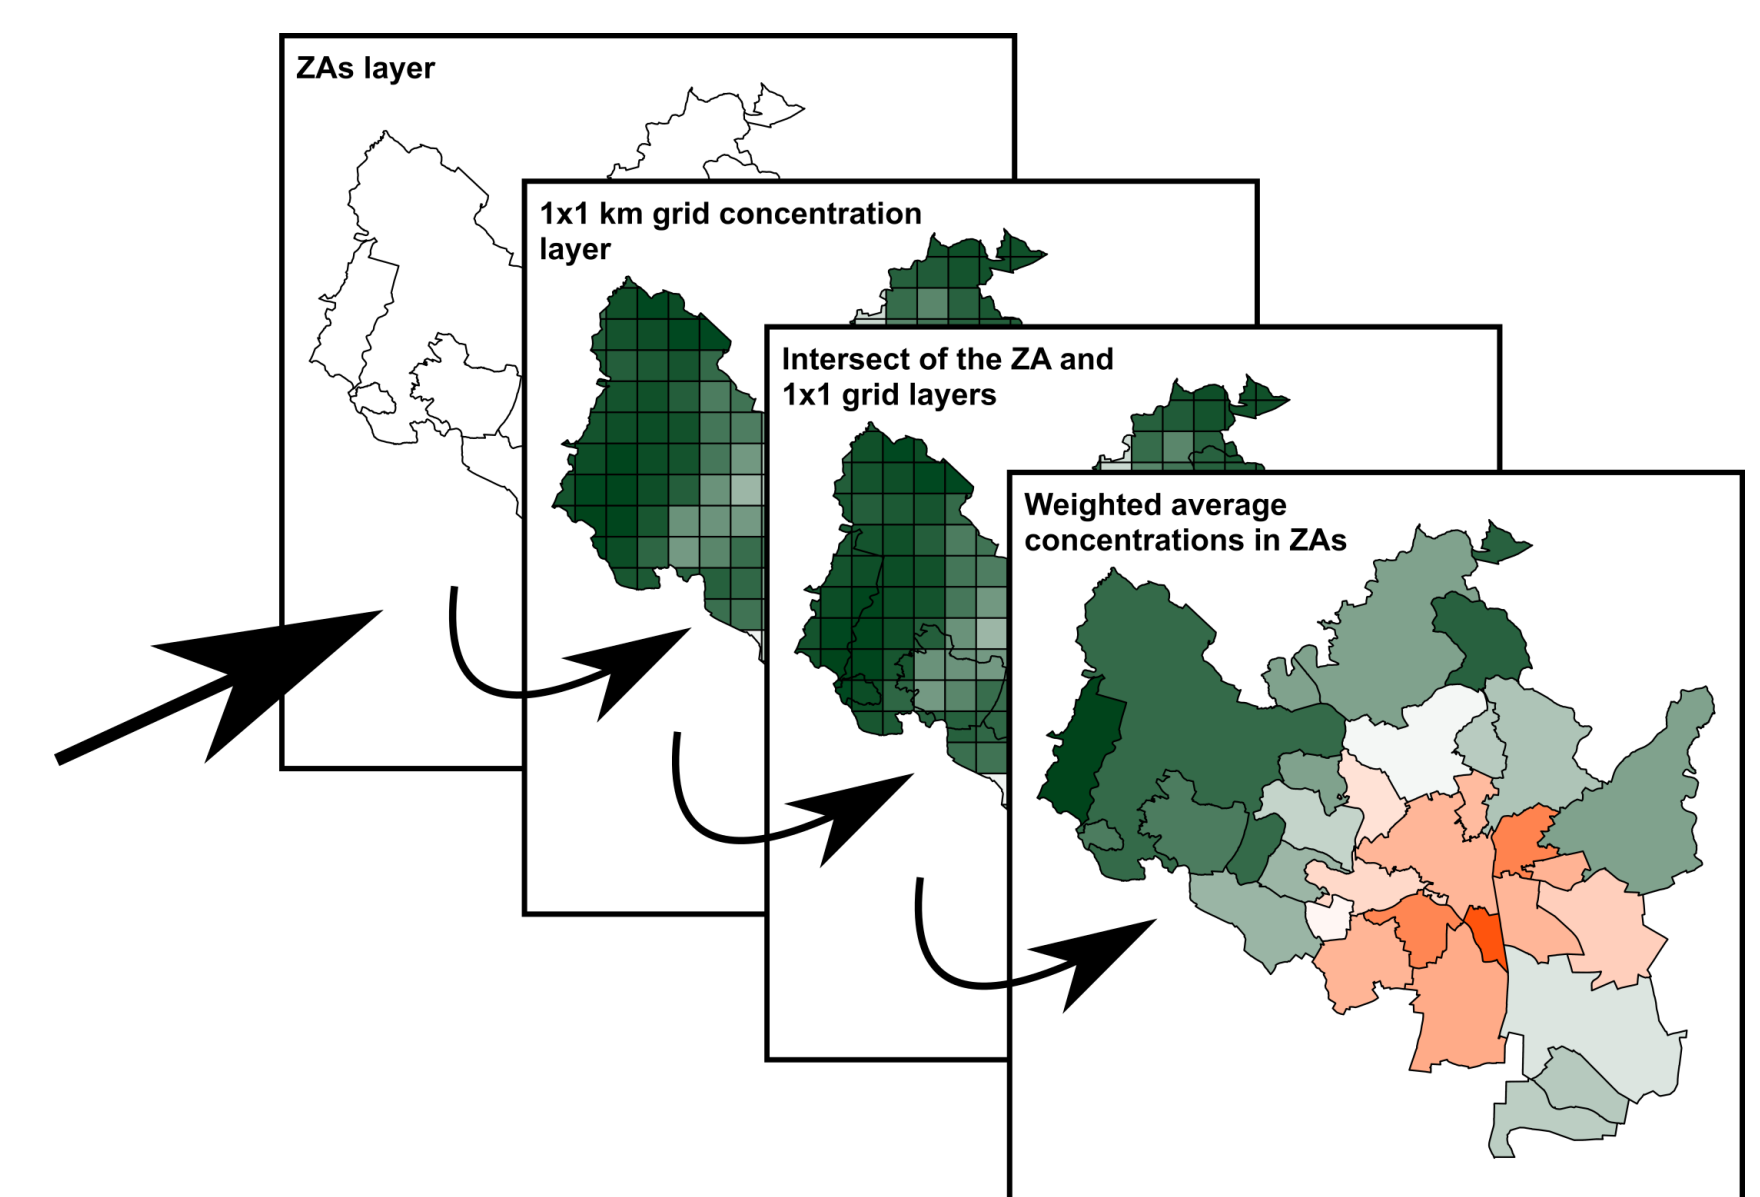 ZAs layer
1x1 km grid concentration
layer
Intersect of the ZA and
1x1 grid layers
Weighted average
concentrations in ZAs